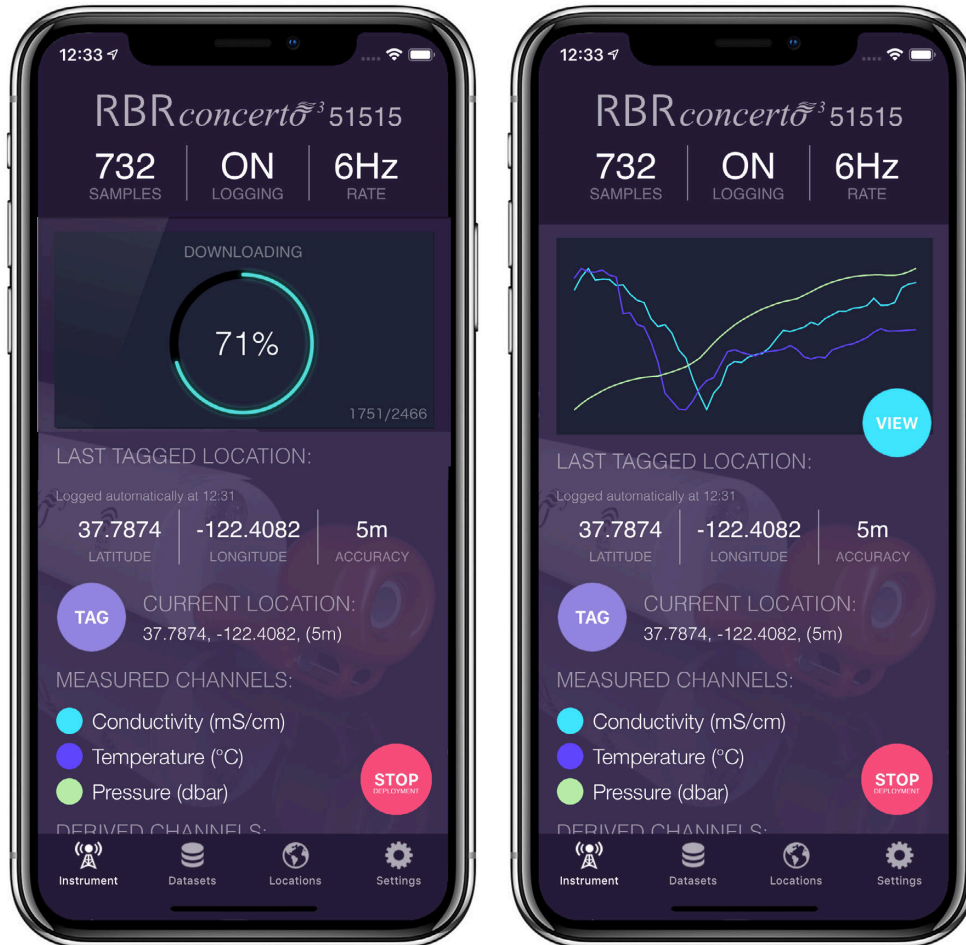 12:33
RBRconcerto³ 51515
732 ON 6Hz
SAMPLES LOGGING RATE
DOWNLOADING
71%
1751/2466
LAST TAGGED LOCATION:
Logged automatically at 12:31
37.7874 -122.4082 5m
LATITUDE LONGITUDE ACCURACY
TAG
CURRENT LOCATION:
37.7874, -122.4082, (5m)
MEASURED CHANNELS:
Conductivity (mS/cm)
Temperature (°C)
Pressure (dbar)
STOP
DEPLOYMENT
DERIVED CHANNELS:
Instrument Datasets Locations Settings
12:33
RBRconcerto³ 51515
732 ON 6Hz
SAMPLES LOGGING RATE
VIEW
LAST TAGGED LOCATION:
Logged automatically at 12:31
37.7874 -122.4082 5m
LATITUDE LONGITUDE ACCURACY
TAG
CURRENT LOCATION:
37.7874, -122.4082, (5m)
MEASURED CHANNELS:
Conductivity (mS/cm)
Temperature (°C)
Pressure (dbar)
STOP
DEPLOYMENT
DERIVED CHANNELS:
Instrument Datasets Locations Settings